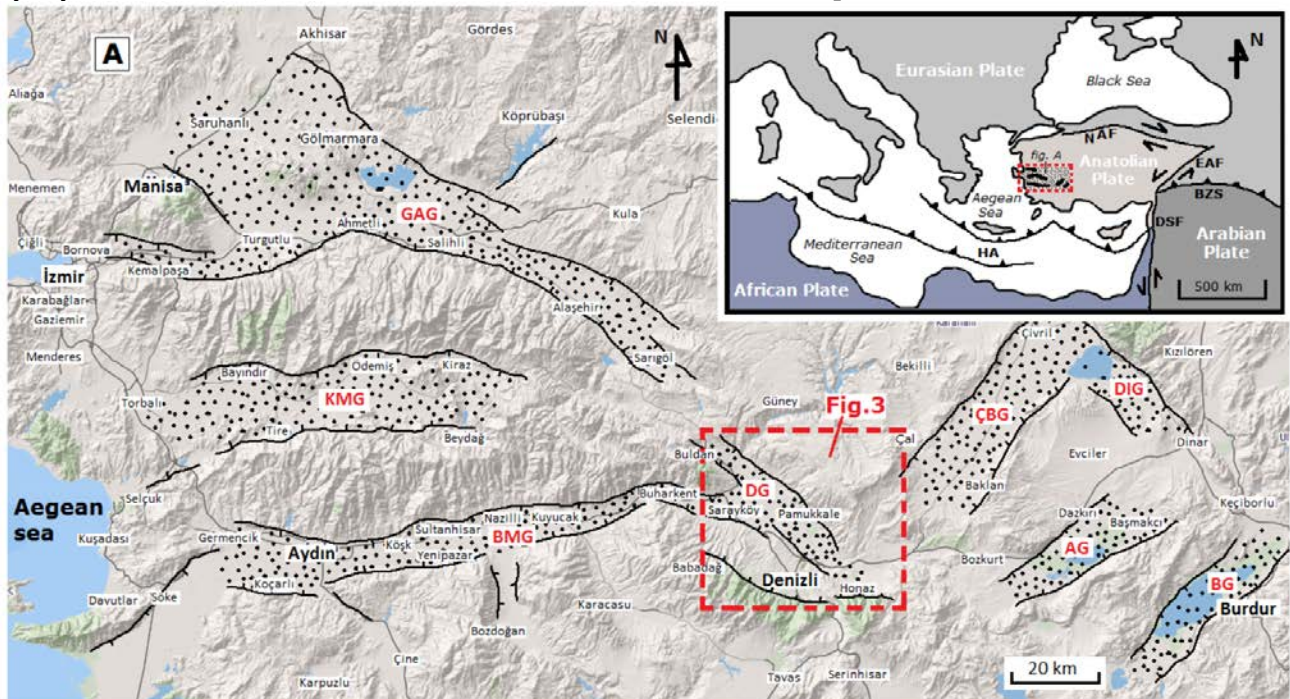 A
Akhisar
Gördes
N
Aliağa
Saruhanlı
Gölmarmara
Köprübaşı
Selendi
Menemen
Manisa
GAG
Kula
Çiğli
Bornova
Turgutlu
Ahmetli
Salihli
Kemalpaşa
İzmir
Karabağlar
Gaziemir
Alaşehir
Menderes
Sarıgöl
Bayındır
Ödemiş
Kiraz
Torbalı
KMG
Tire
Beydağ
Selçuk
Aegean
sea
Kuşadası
Germencik
Aydın
Köşk
Sultanhisar
Nazilli
Kuyucak
Buharkent
Yenipazar
BMG
Koçarlı
Davutlar
Söke
Bozdoğan
Karacasu
Çine
Karpuzlu
Güney
Bekilli
Fig.3
Çal
Buldan
DG
Sarayköy
Pamukkale
Babadağ
Denizli
Honaz
Tavas
Serinhisar
Çivril
Kızılören
DIG
ÇBG
Evciler
Dinar
Baklan
Keçiborlu
Dazkırı
Başmakçı
Bozkurt
AG
BG
Burdur
20 km
Eurasian Plate
Black Sea
N
NAF
fig. A
Anatolian
Plate
EAF
BZS
Aegean
Sea
DSF
Arabian
Plate
Mediterranean
Sea
HA
African Plate
500 km